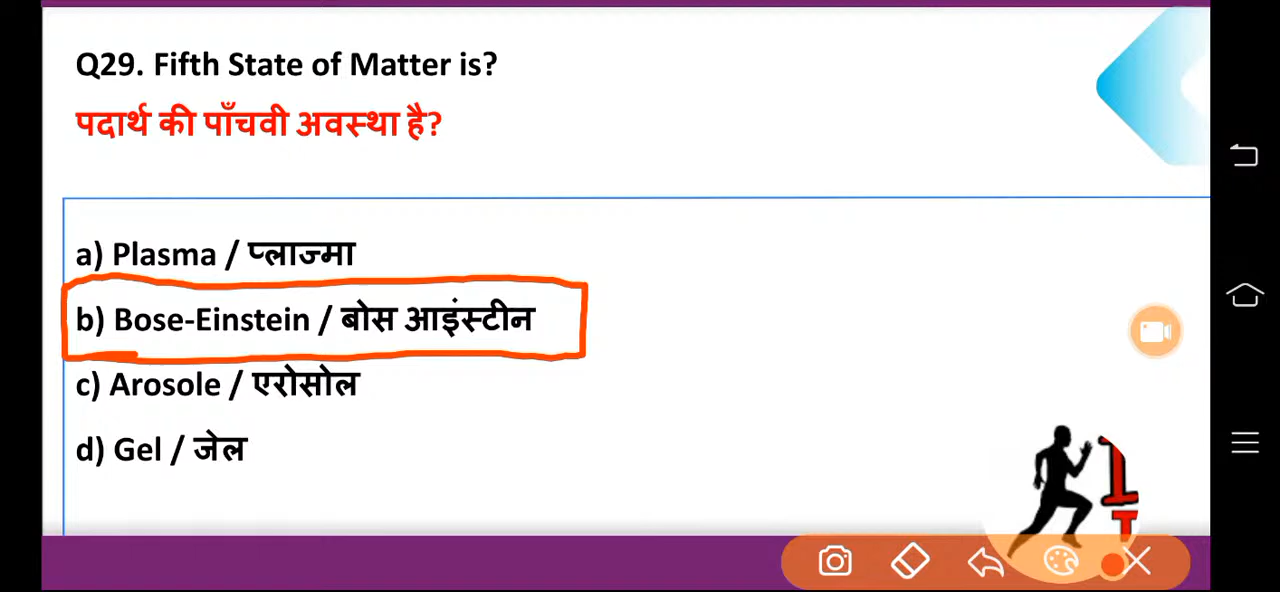 Q29. Fifth State of Matter is?
पदार्थ की पाँचवी अवस्था है?
a) Plasma / प्लाज्मा
b) Bose-Einstein / बोस आइंस्टीन
c) Arosole / एरोसोल
d) Gel / जेल